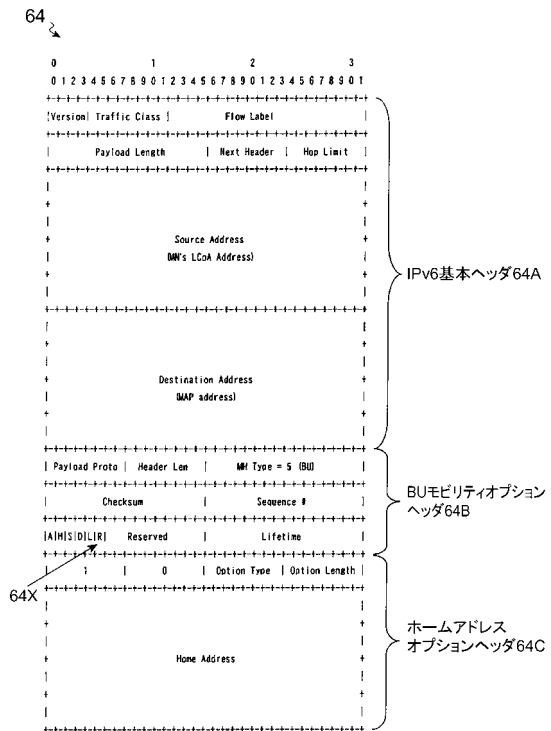 64
0 1 2 3
0 1 2 3 4 5 6 7 8 9 0 1 2 3 4 5 6 7 8 9 0 1 2 3 4 5 6 7 8 9 0 1
|Version| Traffic Class | Flow Label |
| Payload Length | Next Header | Hop Limit |
Source Address
(MN's LCoA Address)
IPv6基本ヘッダ64A
Destination Address
(MAP address)
| Payload Proto | Header Len | MH Type = 5 (BU) |
| Checksum | Sequence # |
BUモビリティオプション
ヘッダ64B
|A|H|S|D|L|R| Reserved | Lifetime |
64X
| 1 | 0 | Option Type | Option Length |
Home Address
ホームアドレス
オプションヘッダ64C